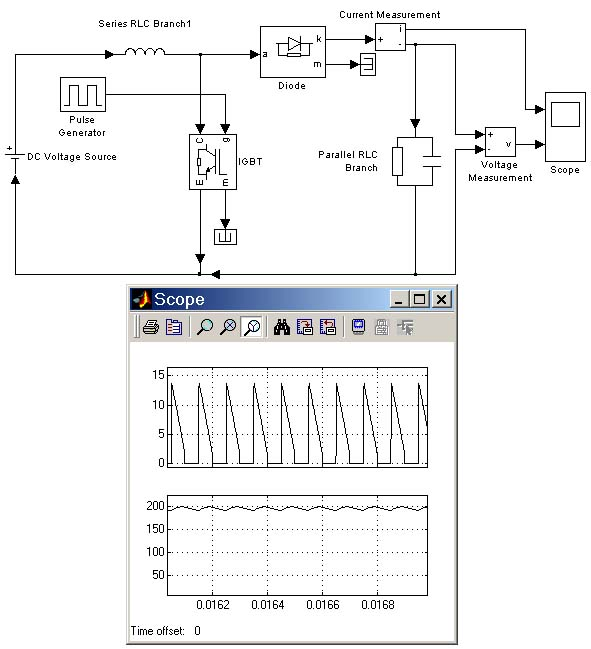 Series RLC Branch1
Current Measurement
i
+
-
a
k
m
Diode
Pulse
Generator
C
g
E
m
IGBT
+
DC Voltage Source
Parallel RLC
Branch
+
-
v
Voltage
Measurement
Scope
Scope
15
10
5
0
200
150
100
50
0.0162
0.0164
0.0166
0.0168
Time offset: 0